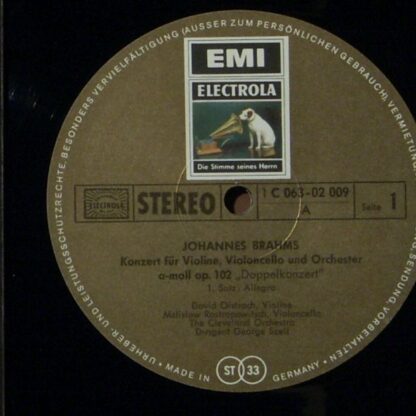 EMI
ELECTROLA
Die Stimme seines Herrn
ELECTROLA
STEREO
1 C 063-02 009
A
Seite 1
JOHANNES BRAHMS
Konzert für Violine, Violoncello und Orchester
a-moll op. 102 „Doppelkonzert"
1. Satz: Allegro
David Oistrach, Violine
Mstislaw Rostropowitsch, Violoncello
The Cleveland Orchestra
Dirigent George Szell
URHEBER- UND LEISTUNGSSCHUTZRECHTE, BESONDERS VERVIELFÄLTIGUNG (AUSSER ZUM PERSÖNLICHEN GEBRAUCH), VERMIETUNG
VORBEHALTEN
MADE IN
ST 33
GERMANY